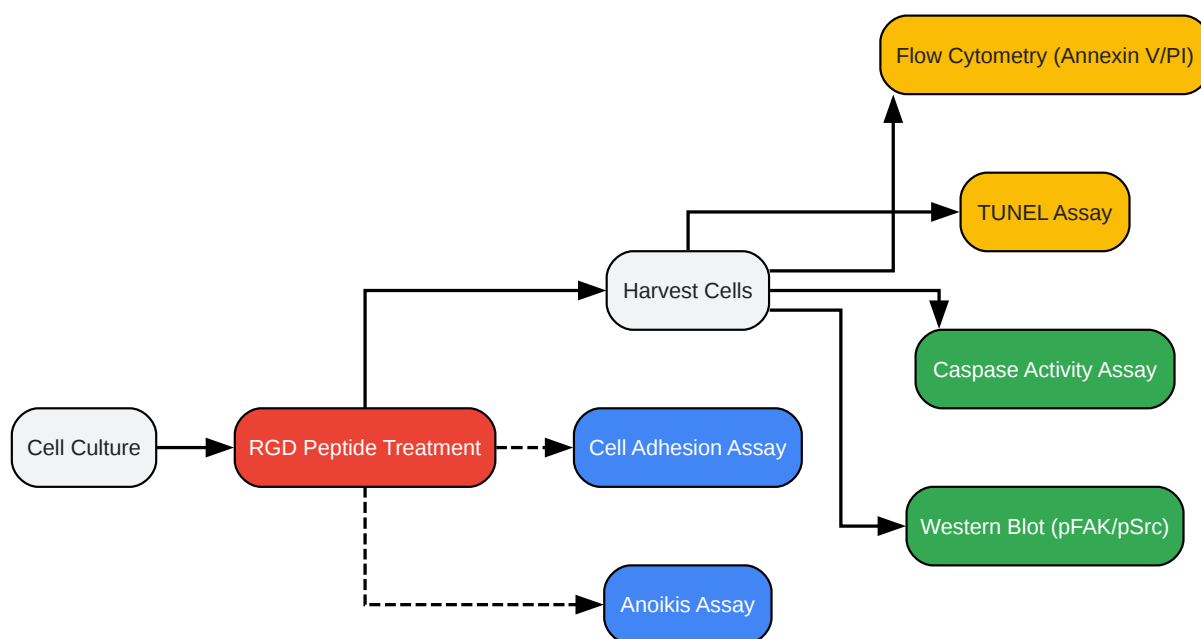 Flow Cytometry (Annexin V/PI)
TUNEL Assay
Harvest Cells
Caspase Activity Assay
Cell Culture
RGD Peptide Treatment
Cell Adhesion Assay
Western Blot (pFAK/pSrc)
Anoikis Assay